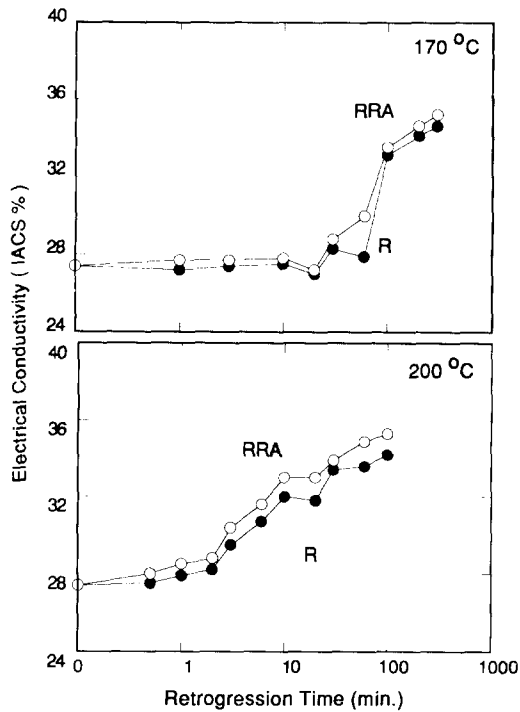 40
170 °C
36
RRA
32
28
R
24
Electrical Conductivity ( IACS % )
40
200 °C
36
RRA
32
R
28
24
0 1 10 100 1000
Retrogression Time (min.)